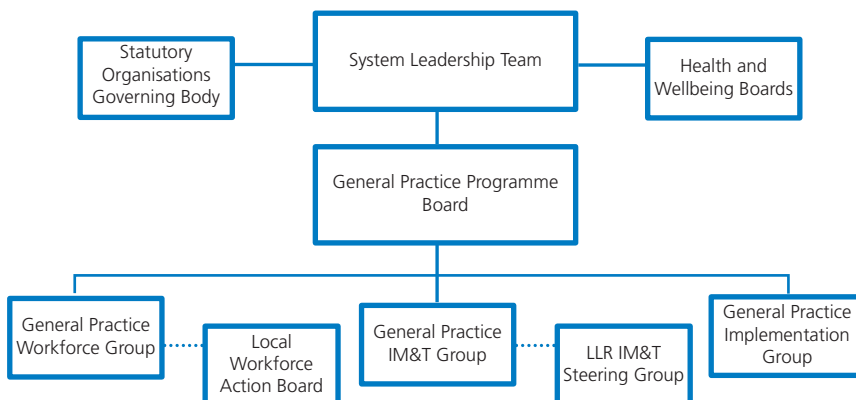 Statutory
Organisations
Governing Body
System Leadership Team
Health and
Wellbeing Boards
General Practice Programme
Board
General Practice
Workforce Group
Local
Workforce
Action Board
General Practice
IM&T Group
LLR IM&T
Steering Group
General Practice
Implementation
Group